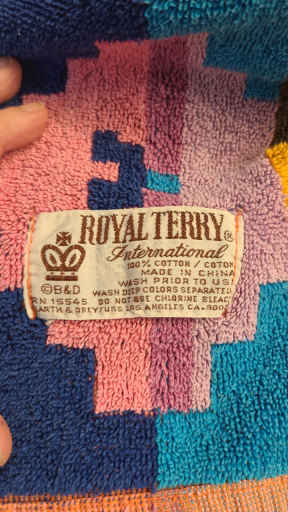 ROYAL TERRY®
International
100% COTTON / COTON
MADE IN CHINA
WASH PRIOR TO USE
©B&D
WASH DEEP COLORS SEPARATELY
RN 15545 DO NOT USE CHLORINE BLEACH
LOS ANGELES CA.